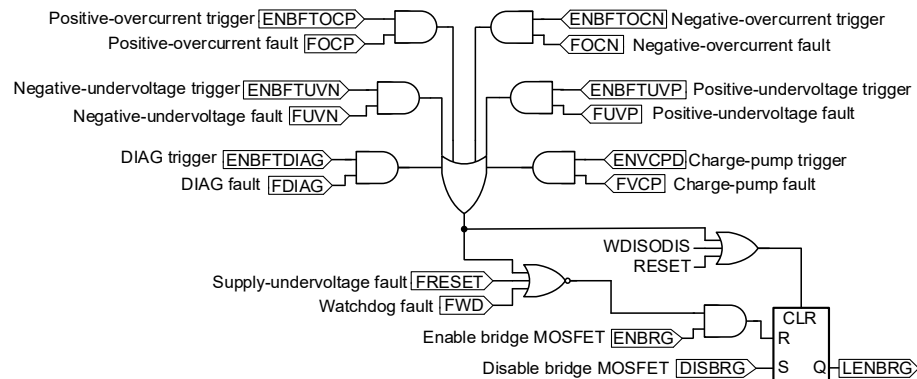 Positive-overcurrent trigger ENBFTOCP ENBFTOCN Negative-overcurrent trigger
Positive-overcurrent fault FOCP FOCN Negative-overcurrent fault
Negative-undervoltage trigger ENBFTUVN ENBFTUVP Positive-undervoltage trigger
Negative-undervoltage fault FUVN FUVP Positive-undervoltage fault
DIAG trigger ENBFTDIAG ENVCPD Charge-pump trigger
DIAG fault FDIAG FVCP Charge-pump fault
WDISODIS
RESET
Supply-undervoltage fault FRESET
Watchdog fault FWD
CLR
Enable bridge MOSFET ENBRG R
Disable bridge MOSFET DISBRG S Q LENBRG